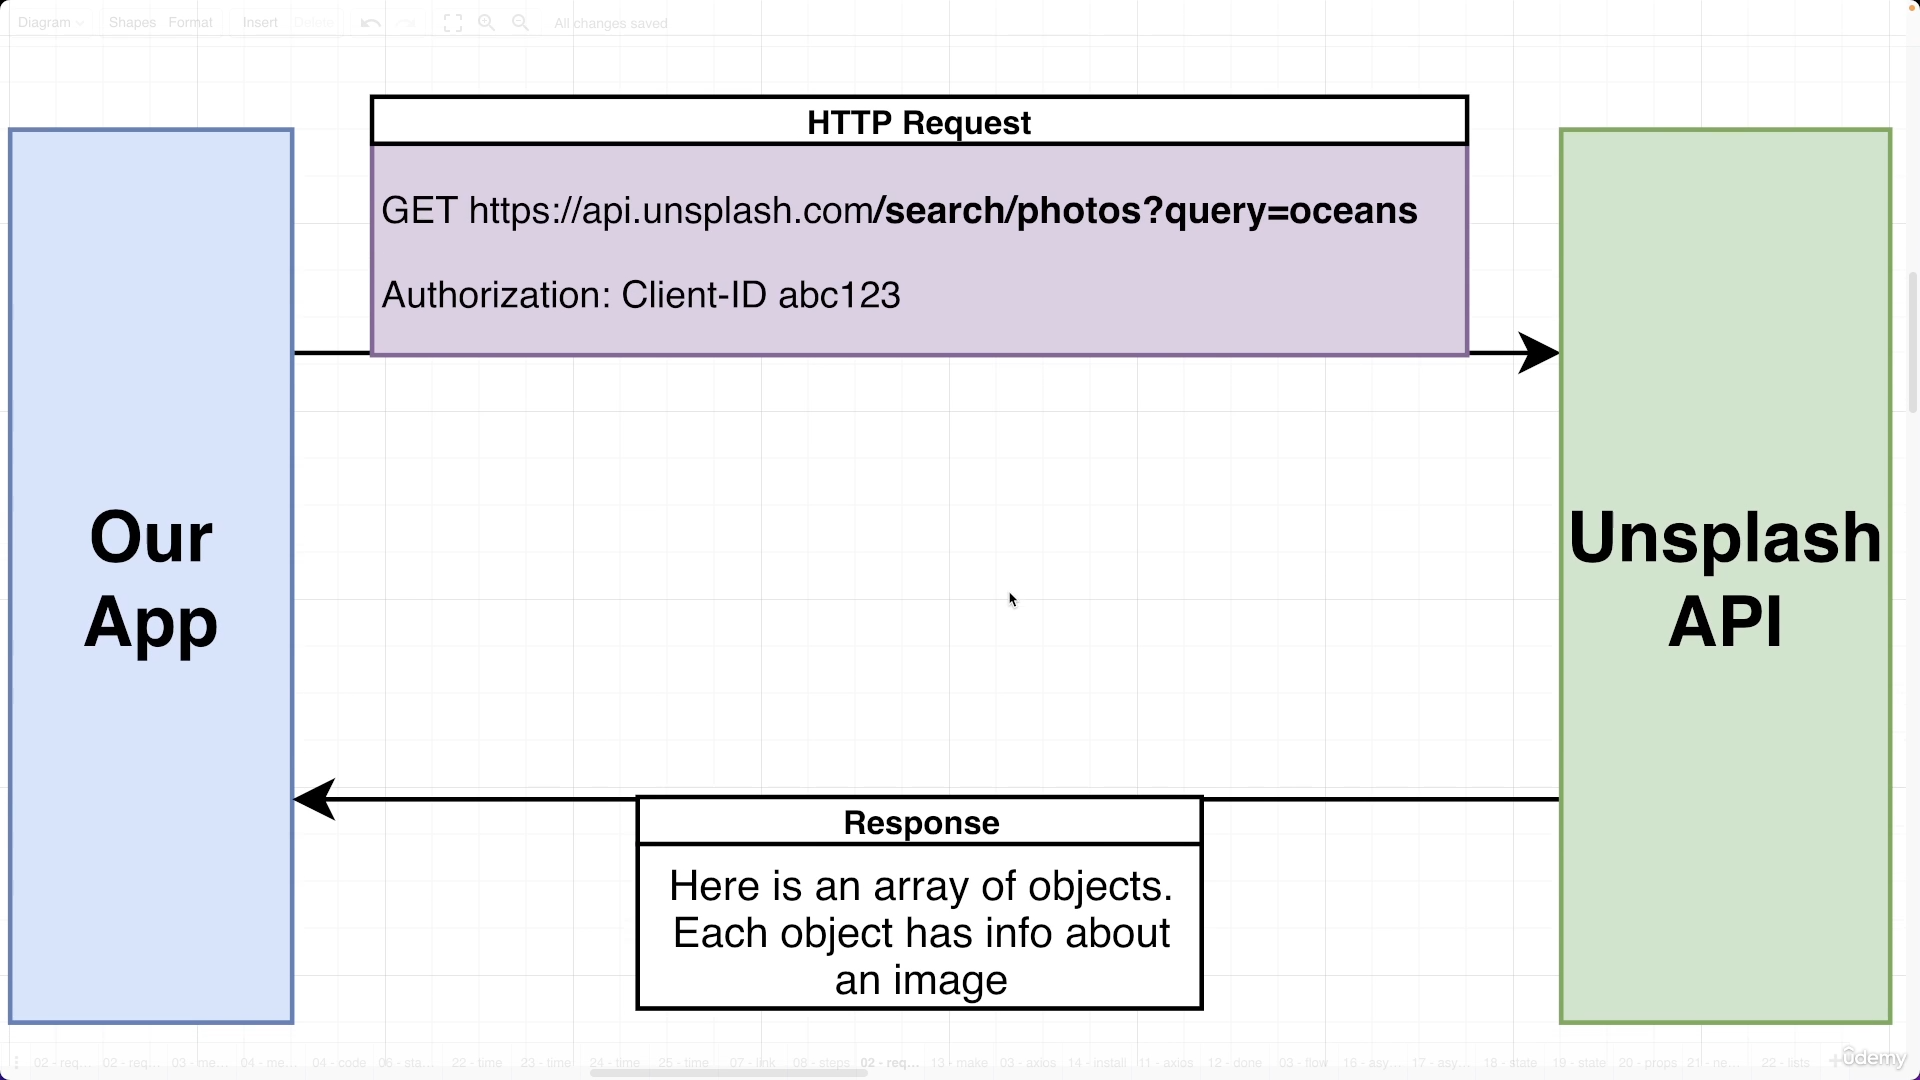 Diagram Shapes Format Insert Delete All changes saved
HTTP Request
GET https://api.unsplash.com/search/photos?query=oceans
Authorization: Client-ID abc123
Our
App
Unsplash
API
Response
Here is an array of objects.
Each object has info about
an image
02 - req... 02 - req... 03 - me... 04 - me... 04 - code 06 - sta... 22 - time 23 - time 24 - time 25 - time 07 - link 08 - steps 02 - req... 13 - make 03 - axios 14 - install 11 - axios 12 - done 03 - flow 16 - asy... 17 - asy... 18 - state 19 - state 20 - props 21 - ne... 22 - lists
ûdemy